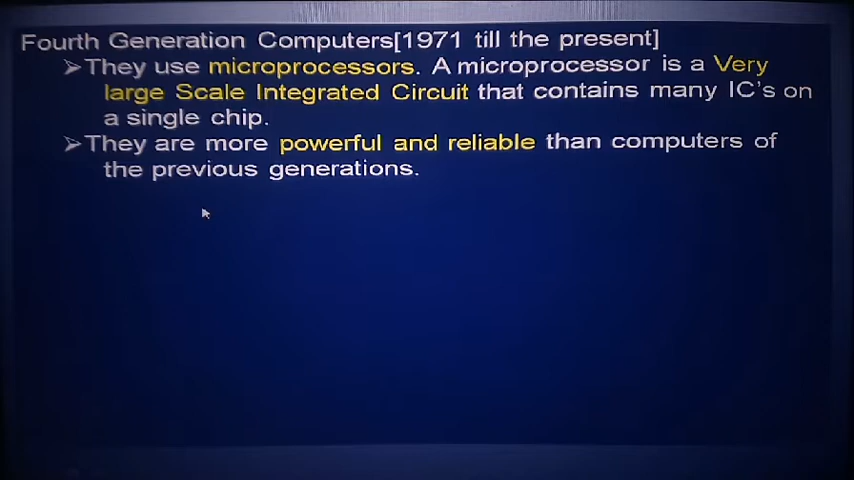 Fourth Generation Computers[1971 till the present]
➢They use microprocessors. A microprocessor is a Very
large Scale Integrated Circuit that contains many IC's on
a single chip.
➢They are more powerful and reliable than computers of
the previous generations.